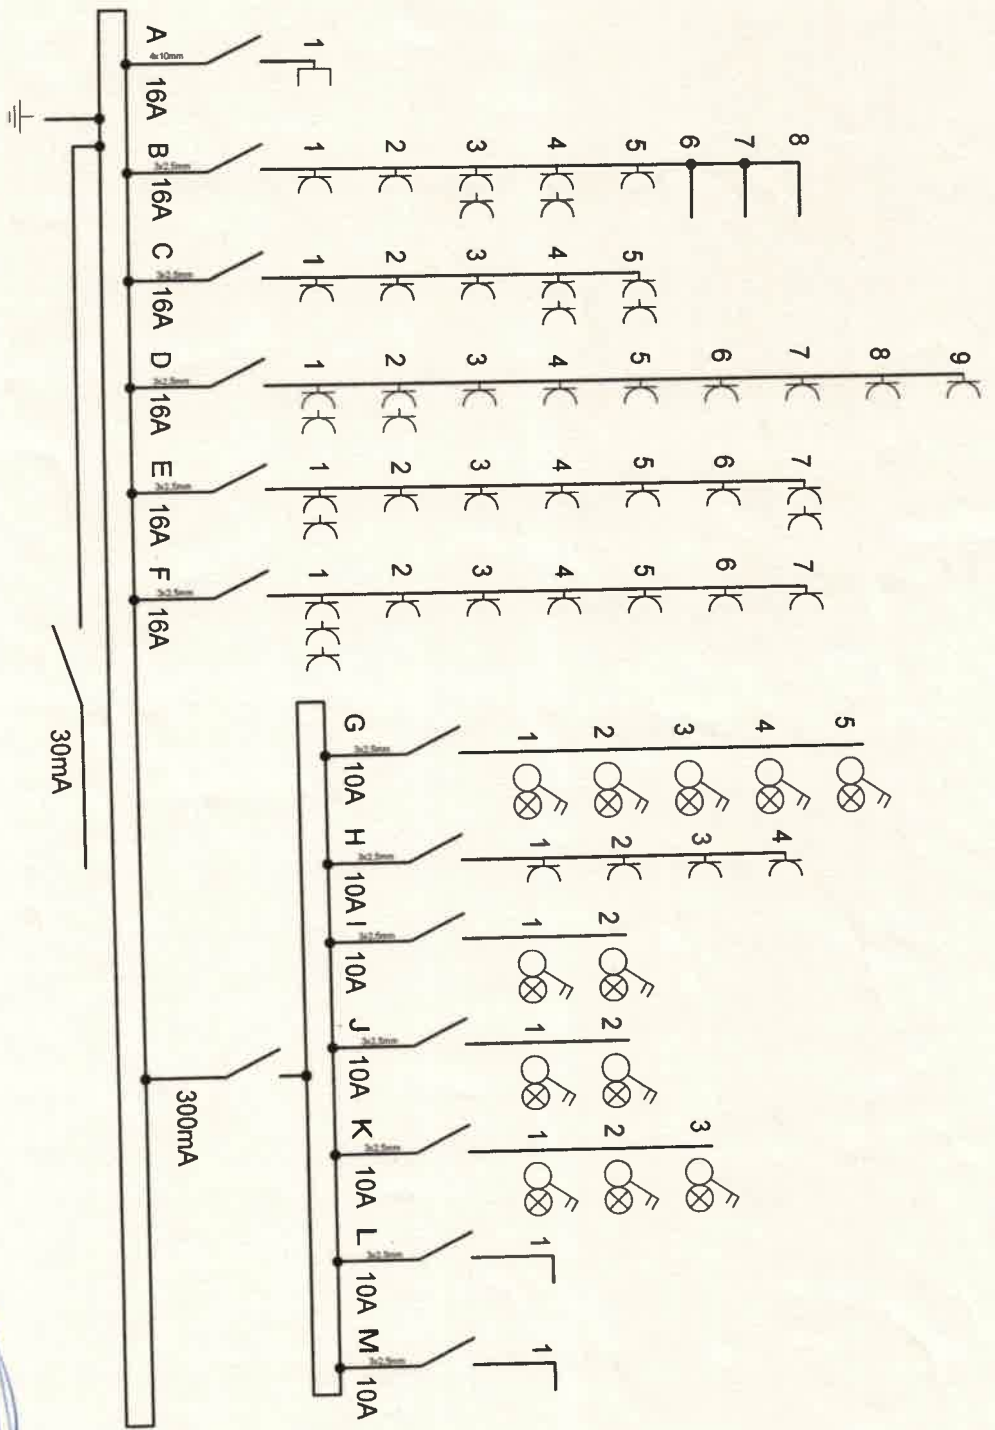 A
4x10mm
16A
1
B
3x2,5mm
16A
1 2 3 4 5 6 7 8
C
3x2,5mm
16A
1 2 3 4 5
D
3x2,5mm
16A
1 2 3 4 5 6 7 8 9
E
3x2,5mm
16A
1 2 3 4 5 6 7
F
3x2,5mm
16A
1 2 3 4 5 6 7
30mA
300mA
G
3x2,5mm
10A
1 2 3 4 5
H
3x2,5mm
10A
1 2 3 4
I
3x2,5mm
10A
1 2
J
3x2,5mm
10A
1 2
K
3x2,5mm
10A
1 2 3
L
3x2,5mm
10A
1
M
3x2,5mm
10A
1